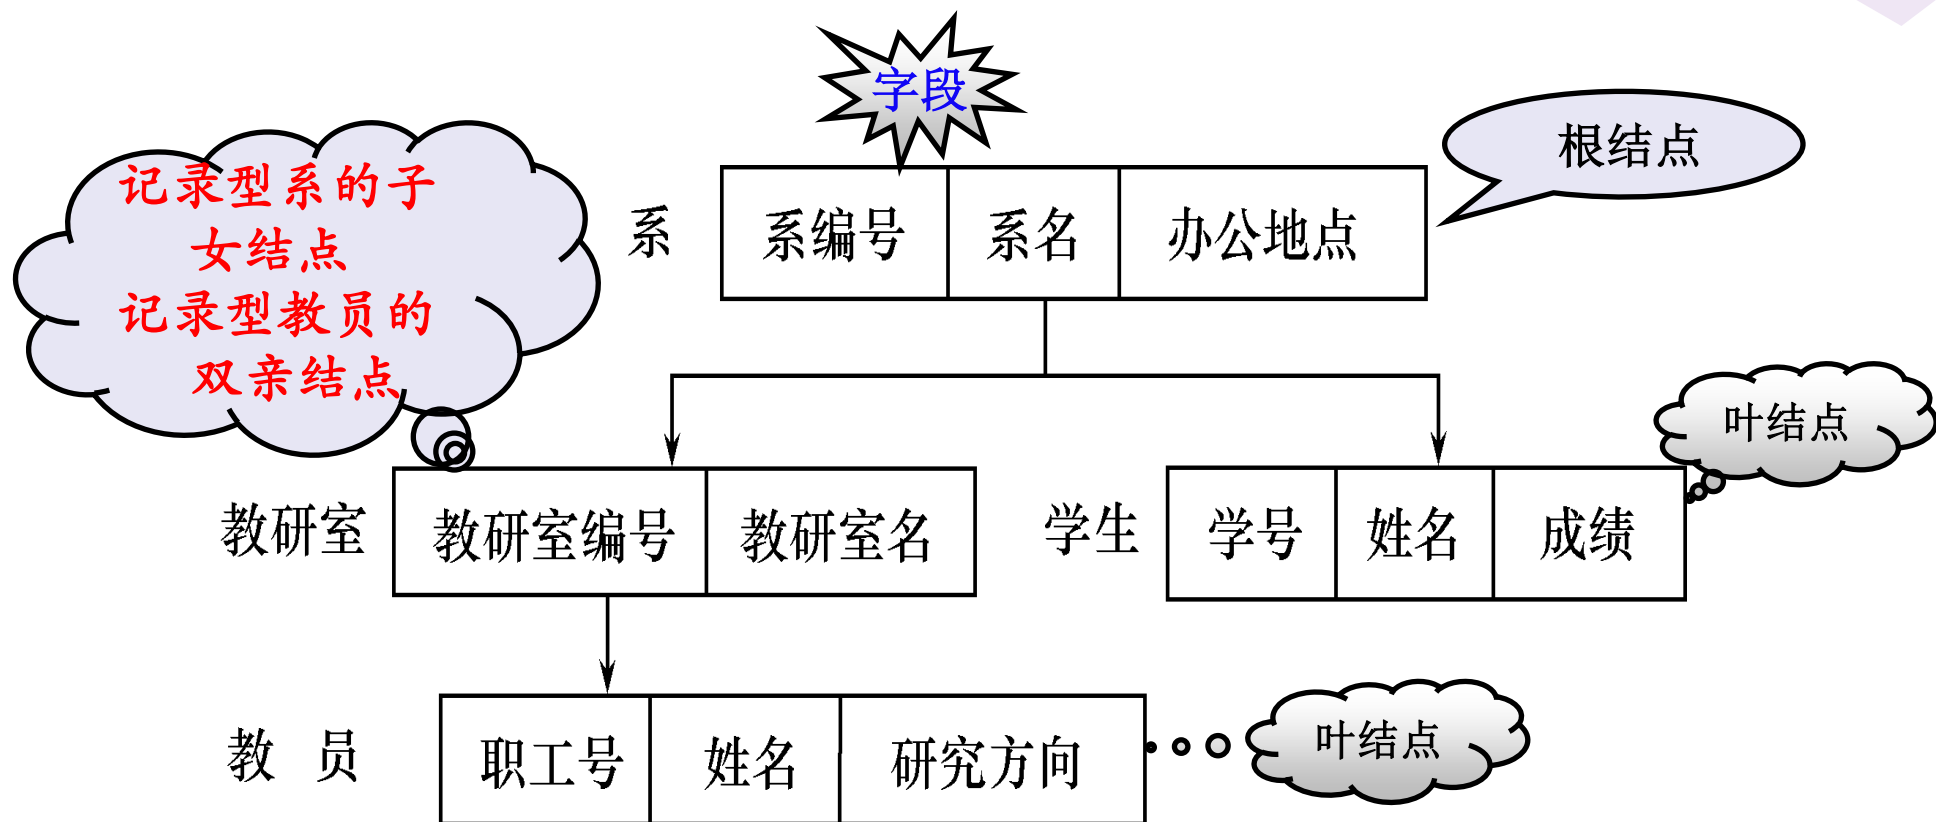 字段
根结点
记录型系的子
女结点
记录型教员的
双亲结点
系 系编号 系名 办公地点
叶结点
教研室 教研室编号 教研室名 学生 学号 姓名 成绩
教 员 职工号 姓名 研究方向
叶结点